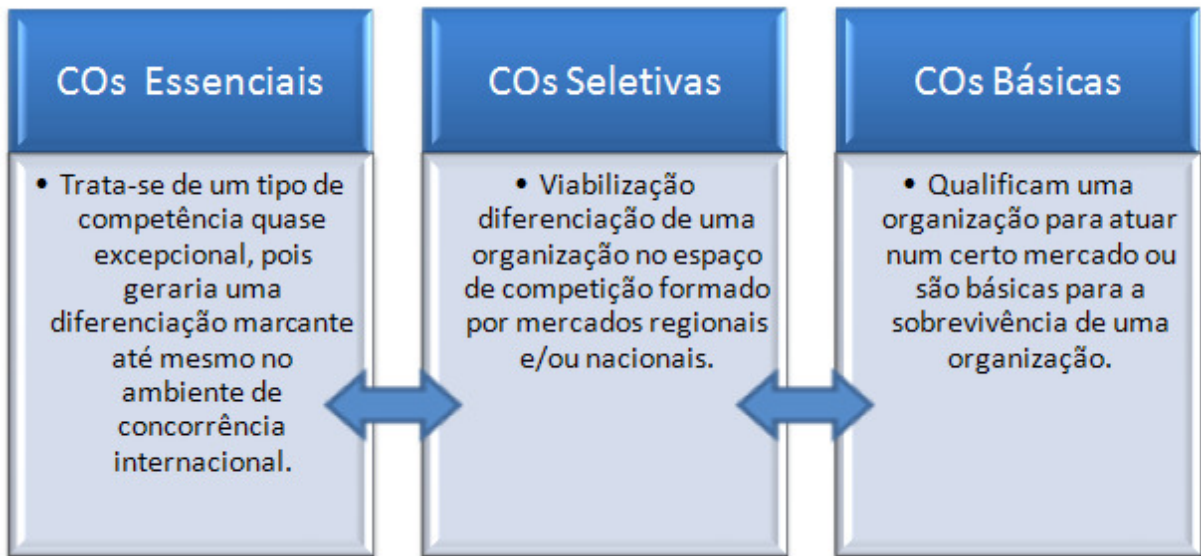 COs Essenciais
• Trata-se de um tipo de
competência quase
excepcional, pois
geraria uma
diferenciação marcante
até mesmo no
ambiente de
concorrência
internacional.
COs Seletivas
• Viabilização
diferenciação de uma
organização no espaço
de competição formado
por mercados regionais
e/ou nacionais.
COs Básicas
• Qualificam uma
organização para atuar
num certo mercado ou
são básicas para a
sobrevivência de uma
organização.